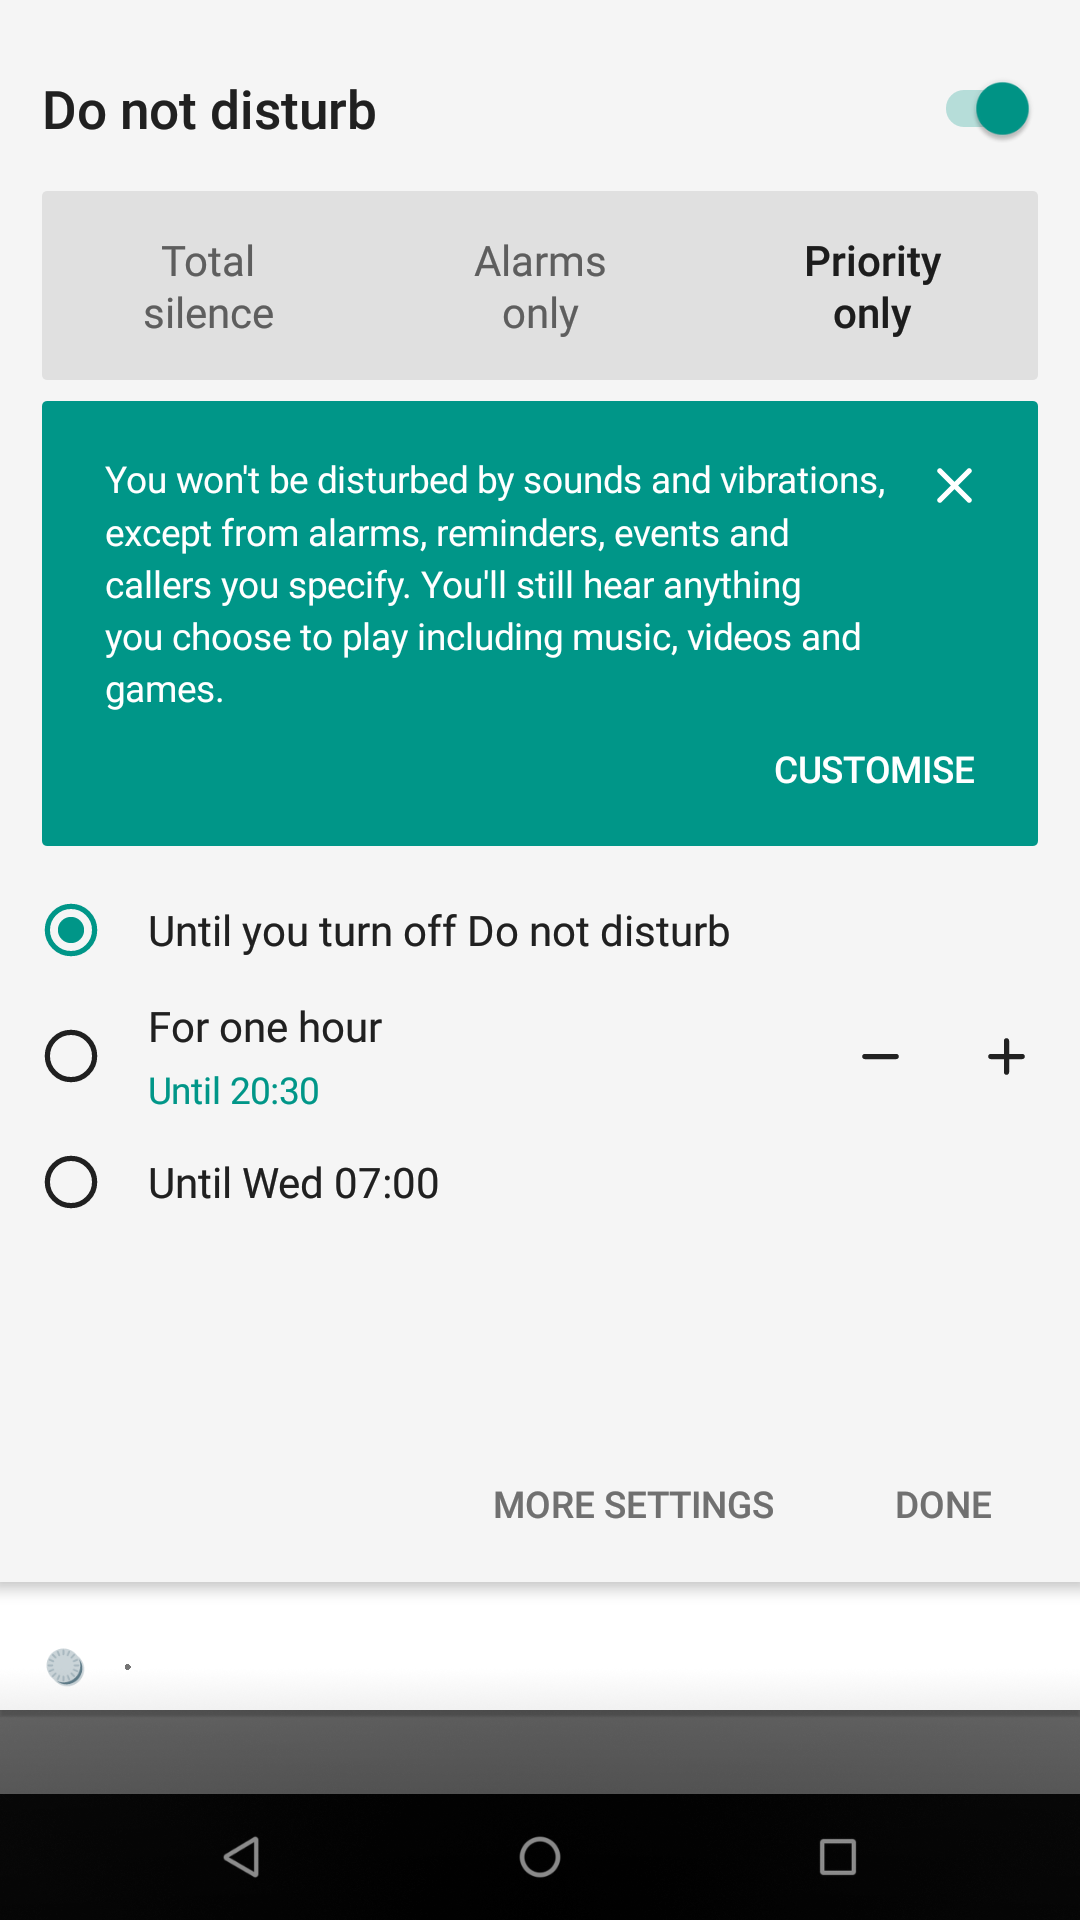 Do not disturb
Total silence
Alarms only
Priority only
You won't be disturbed by sounds and vibrations,
except from alarms, reminders, events and
callers you specify. You'll still hear anything
you choose to play including music, videos and
games.
CUSTOMISE
Until you turn off Do not disturb
For one hour
Until 20:30
Until Wed 07:00
MORE SETTINGS
DONE